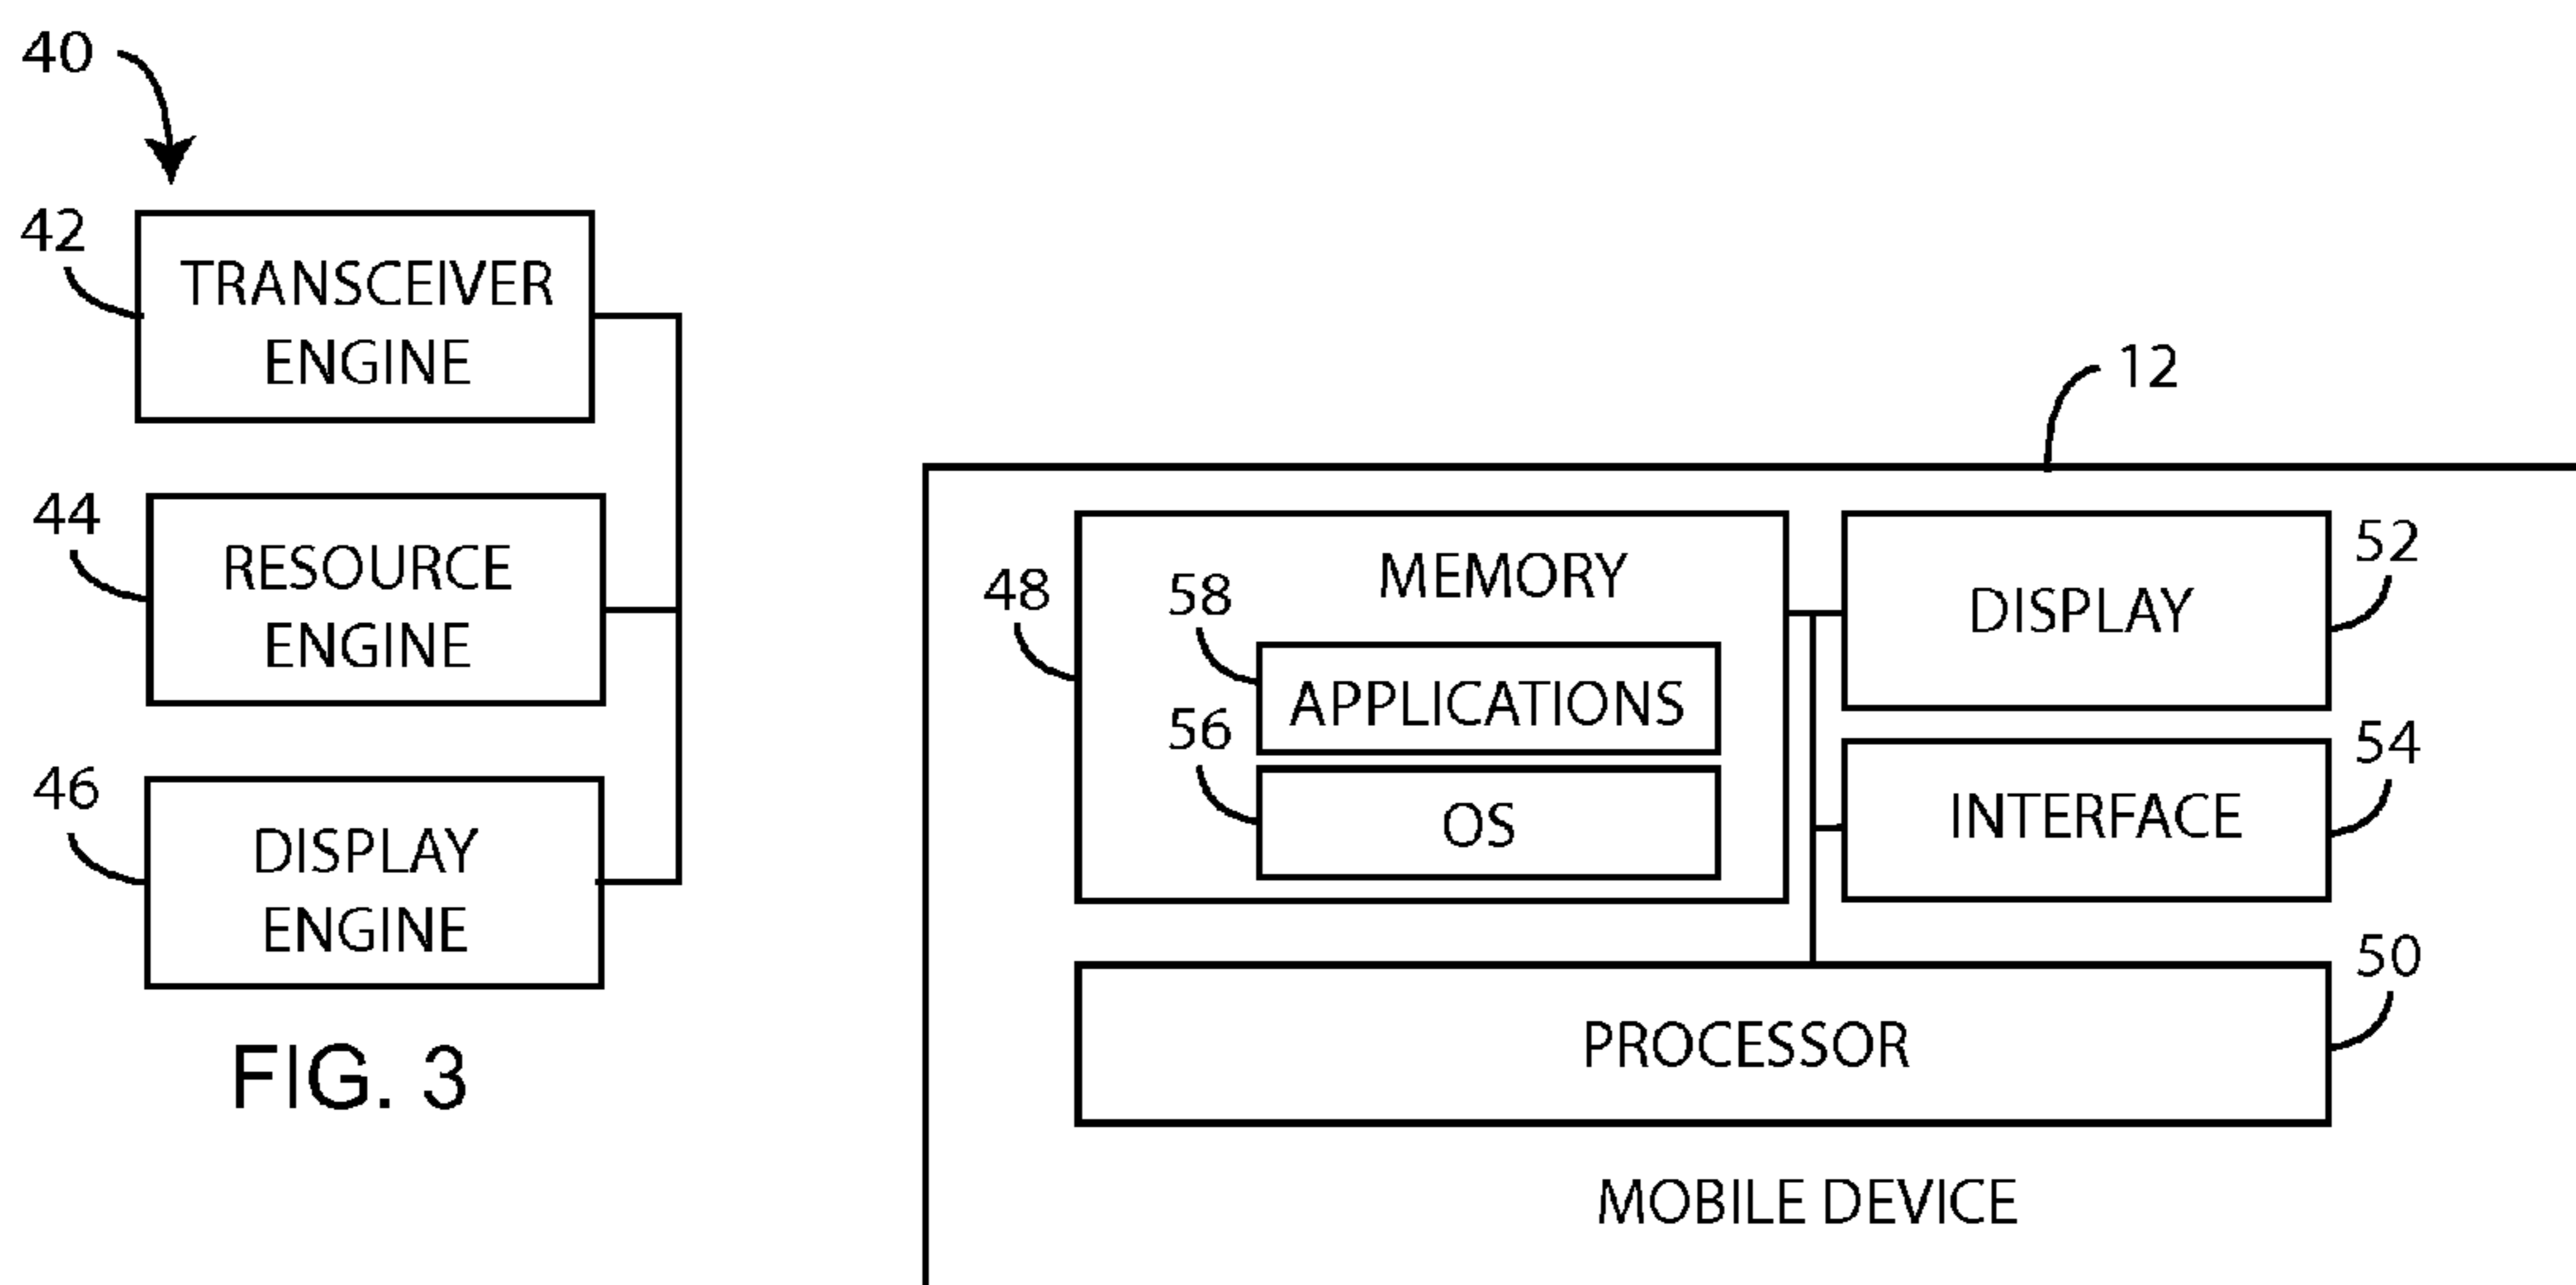 40
42
TRANSCEIVER
ENGINE
44
RESOURCE
ENGINE
46
DISPLAY
ENGINE
FIG. 3
12
48
MEMORY
58
APPLICATIONS
56
OS
DISPLAY
52
INTERFACE
54
PROCESSOR
50
MOBILE DEVICE